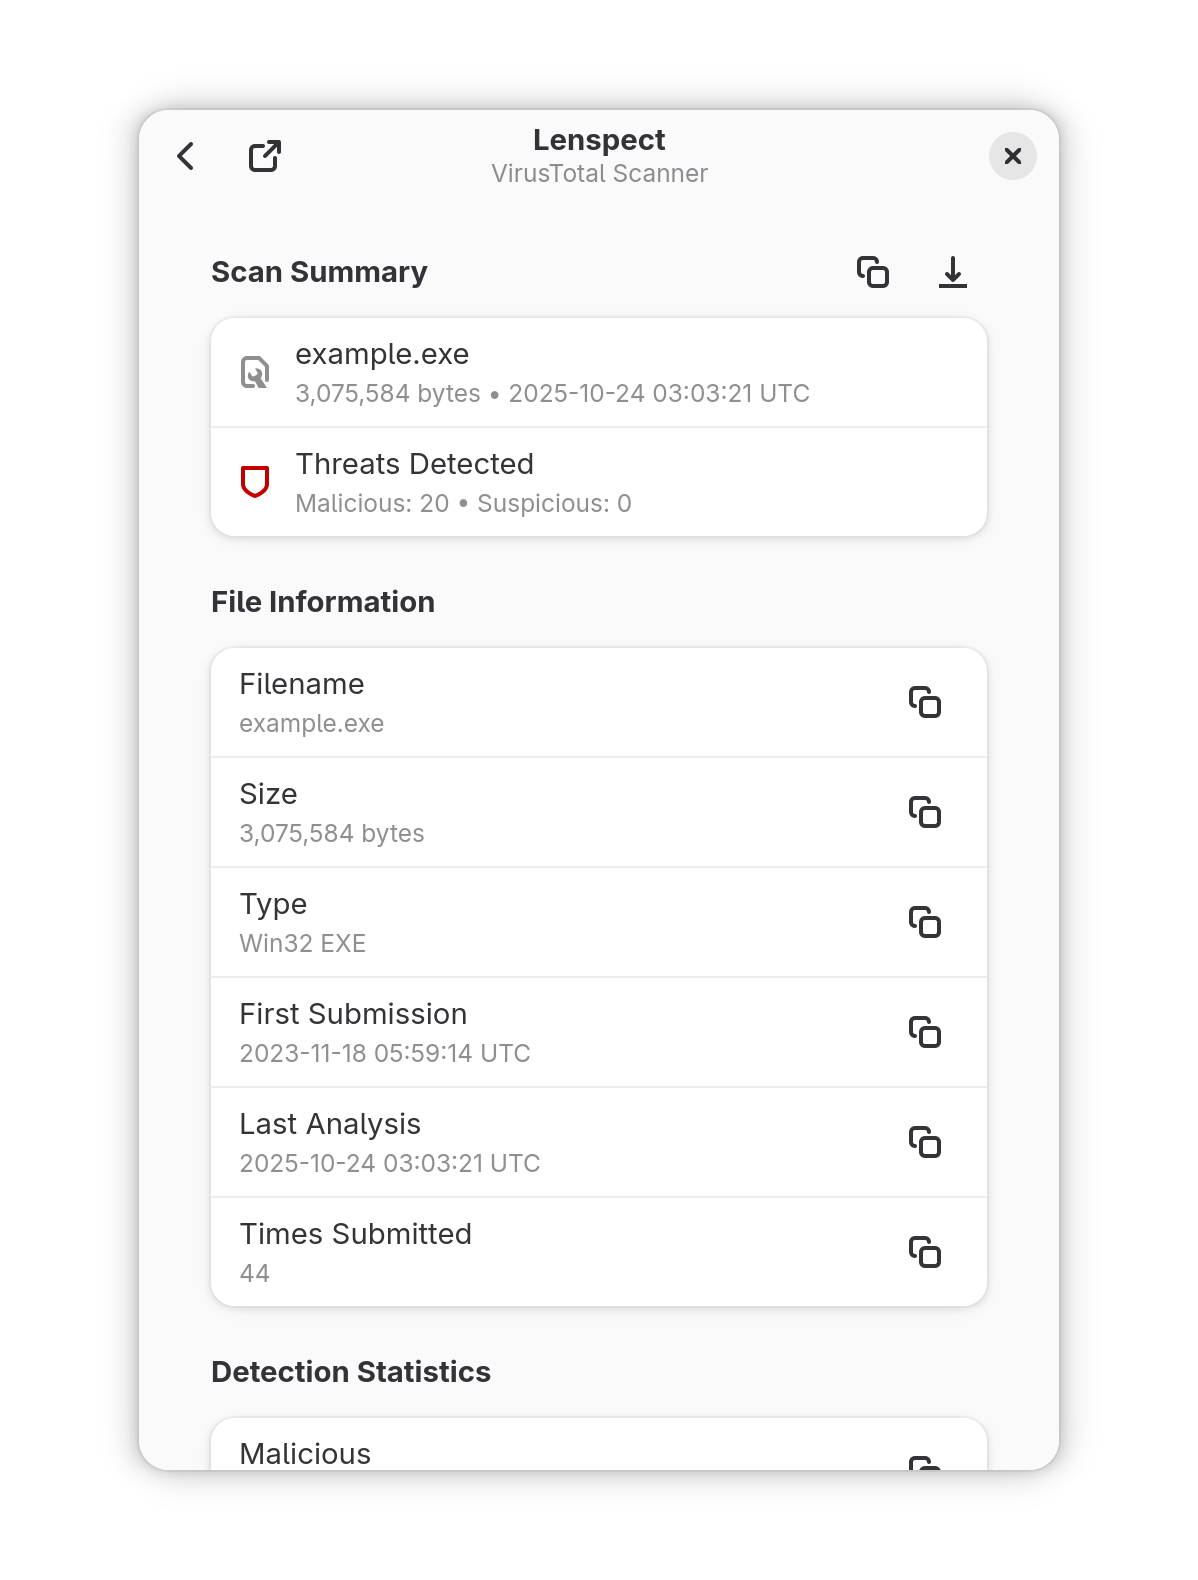 Lenspect
VirusTotal Scanner
Scan Summary
example.exe
3,075,584 bytes • 2025-10-24 03:03:21 UTC
Threats Detected
Malicious: 20 • Suspicious: 0
File Information
Filename
example.exe
Size
3,075,584 bytes
Type
Win32 EXE
First Submission
2023-11-18 05:59:14 UTC
Last Analysis
2025-10-24 03:03:21 UTC
Times Submitted
44
Detection Statistics
Malicious